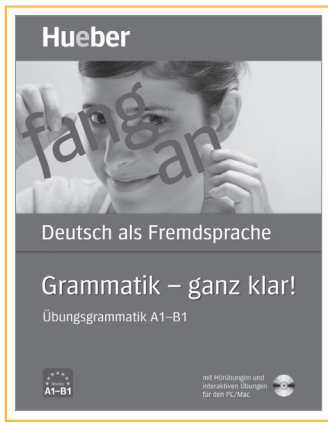 Hueber
fang
an
Deutsch als Fremdsprache
Grammatik – ganz klar!
Übungsgrammatik A1–B1
Niveau
A1–B1
mit Hörübungen und
interaktiven Übungen
für den PC/Mac